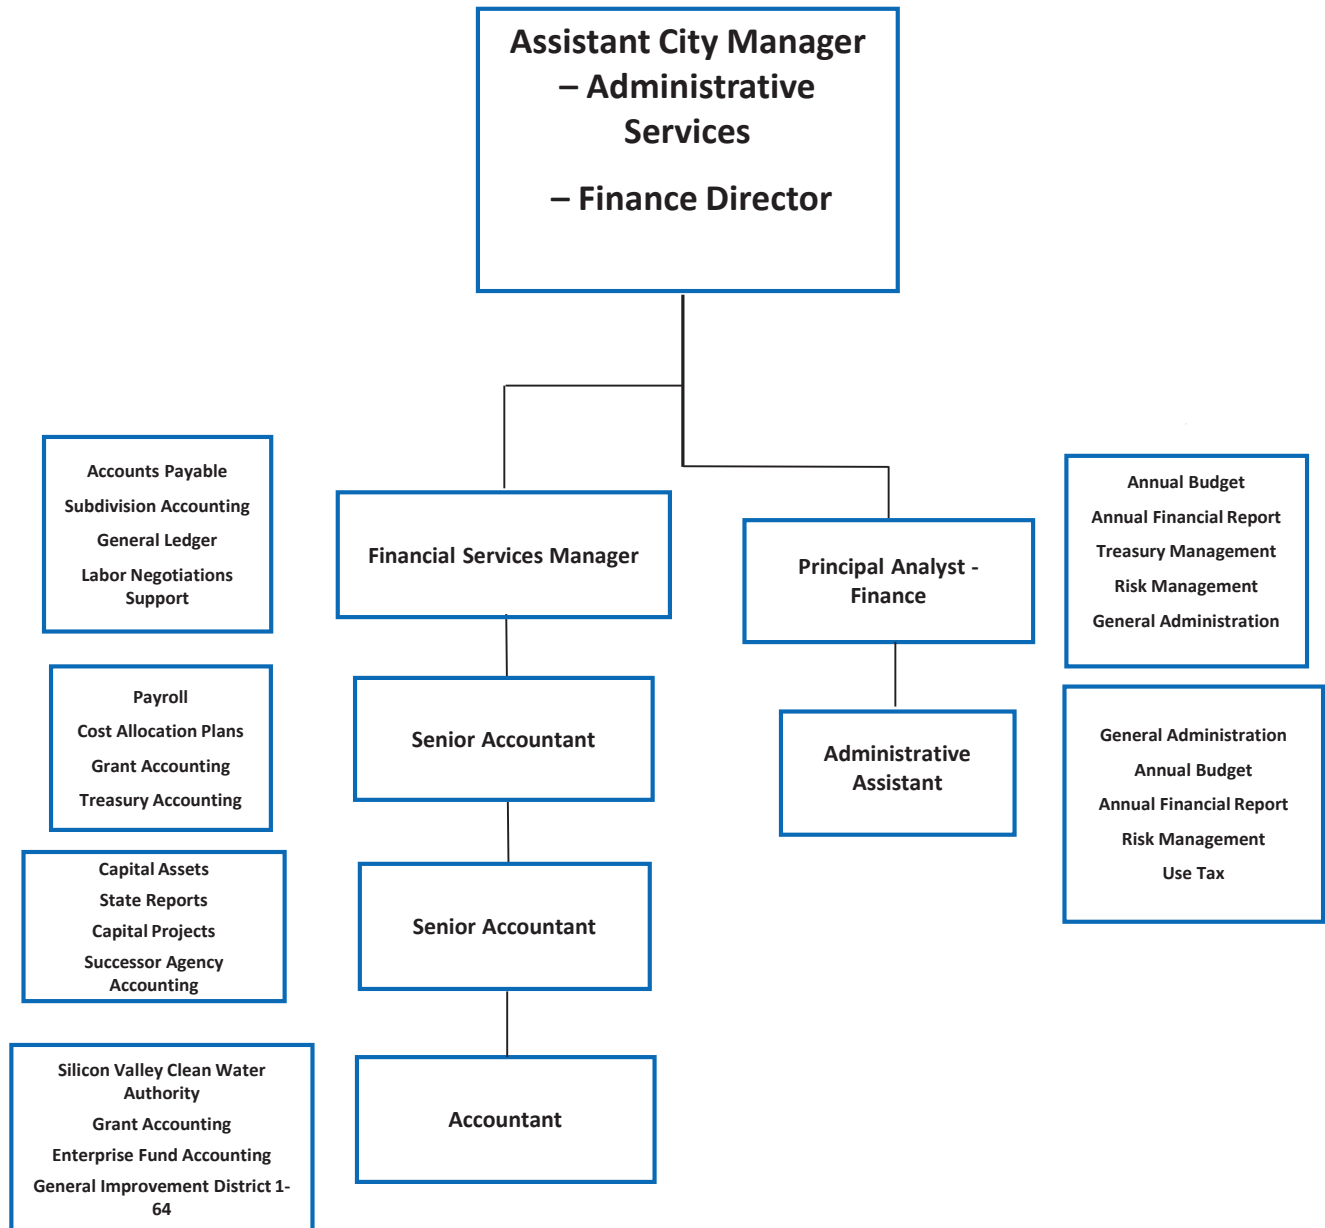 Assistant City Manager
– Administrative
Services
– Finance Director
Accounts Payable
Subdivision Accounting
General Ledger
Labor Negotiations
Support
Financial Services Manager
Principal Analyst -
Finance
Annual Budget
Annual Financial Report
Treasury Management
Risk Management
General Administration
Payroll
Cost Allocation Plans
Grant Accounting
Treasury Accounting
Senior Accountant
Administrative
Assistant
General Administration
Annual Budget
Annual Financial Report
Risk Management
Use Tax
Capital Assets
State Reports
Capital Projects
Successor Agency
Accounting
Senior Accountant
Silicon Valley Clean Water
Authority
Grant Accounting
Enterprise Fund Accounting
General Improvement District 1-
64
Accountant